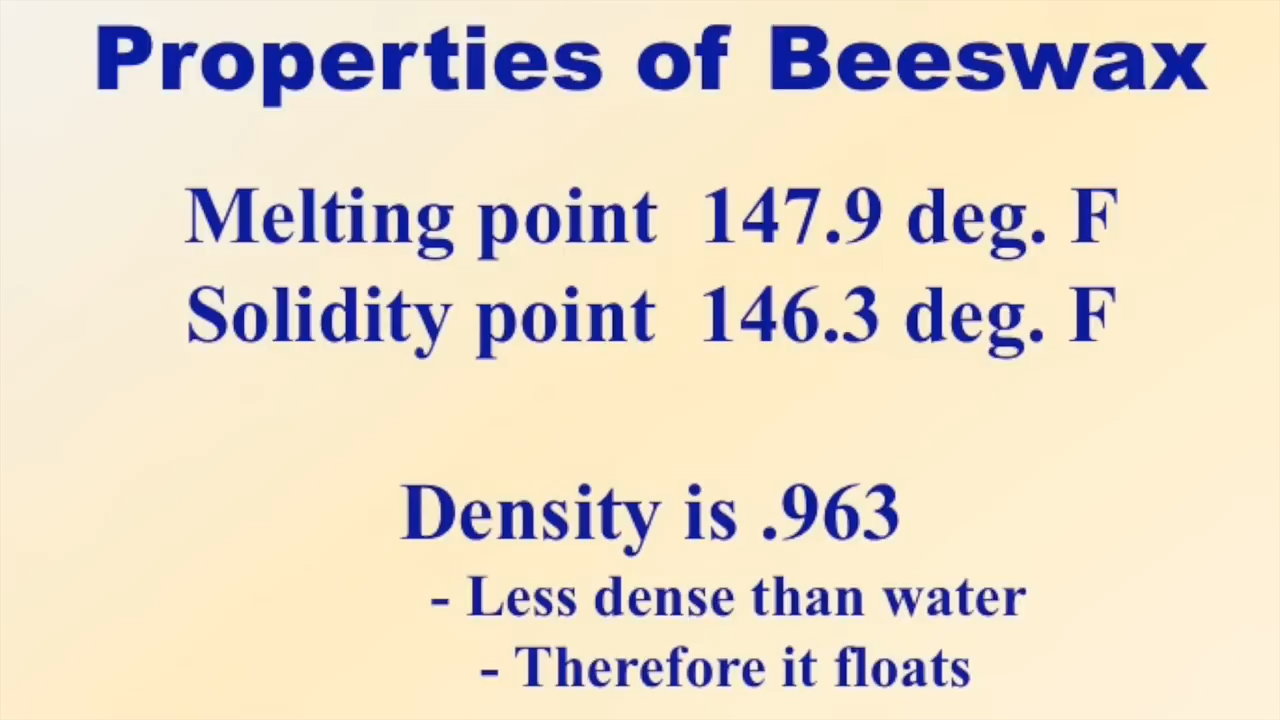 Properties of Beeswax
Melting point 147.9 deg. F
Solidity point 146.3 deg. F
Density is .963
- Less dense than water
- Therefore it floats